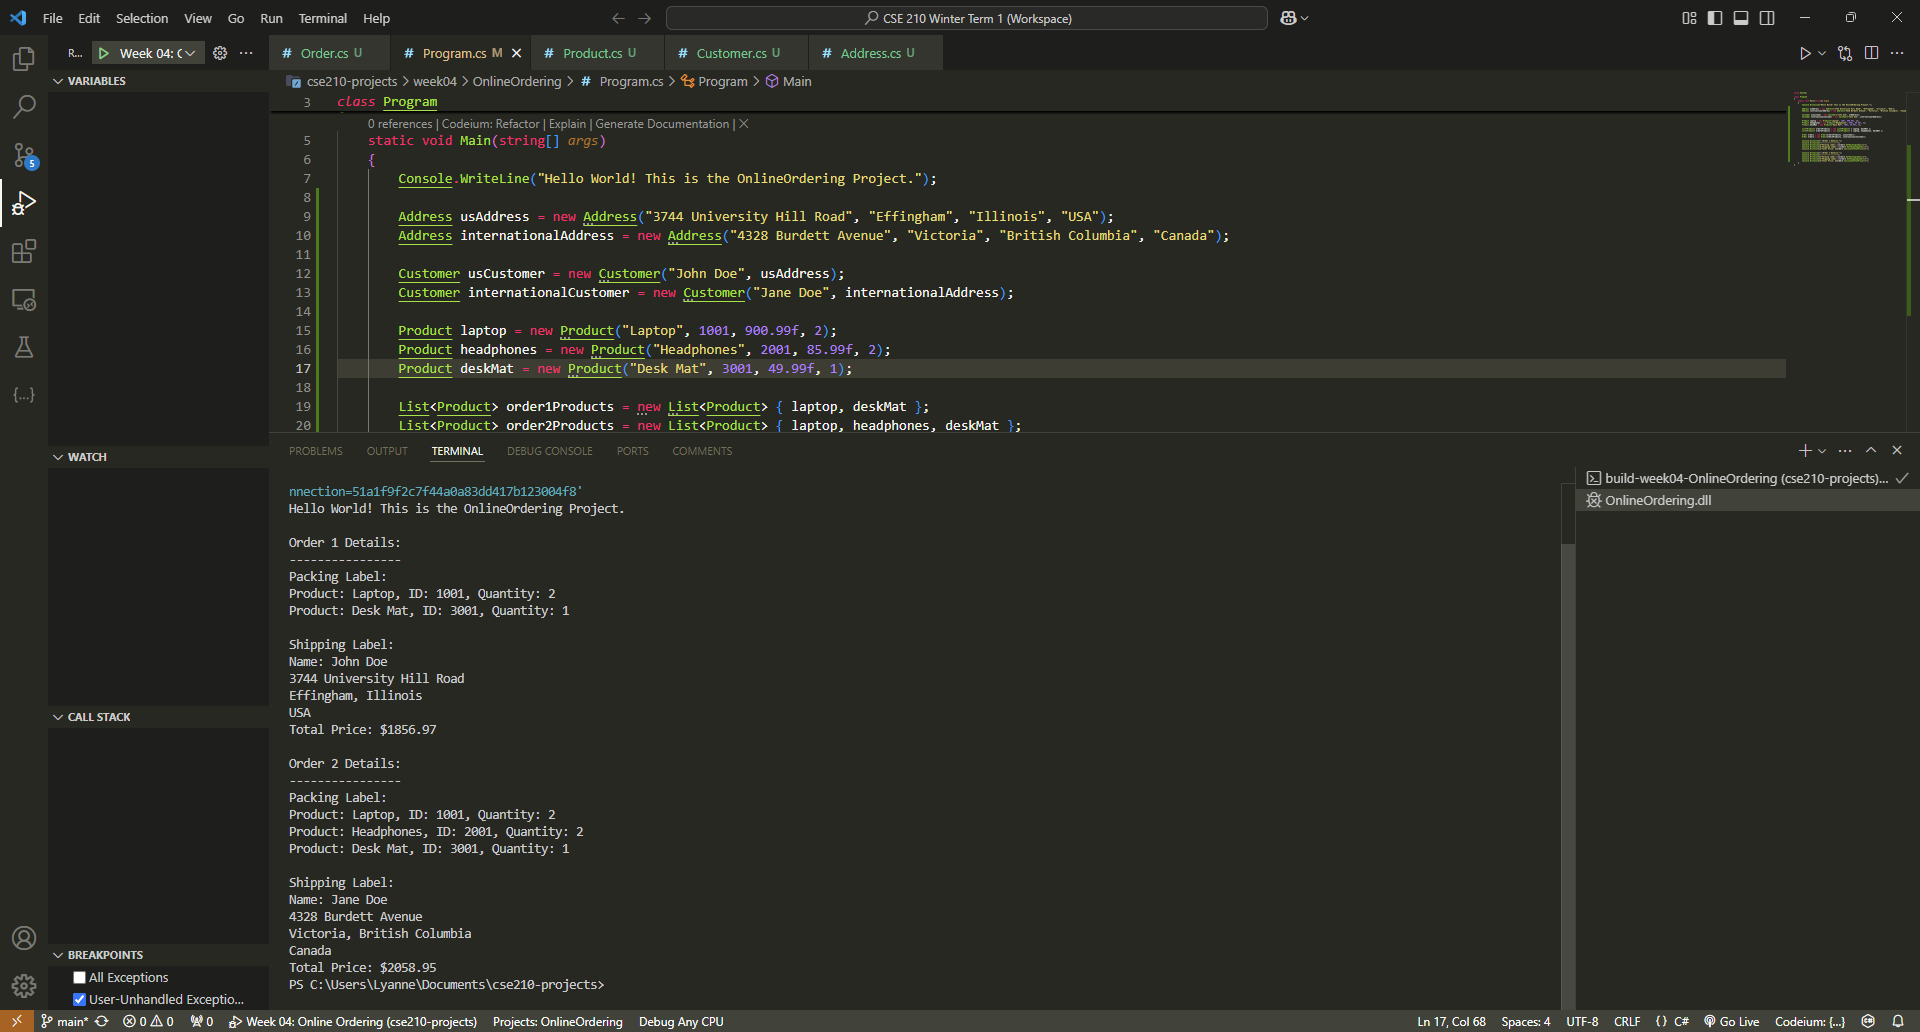 File Edit Selection View Go Run Terminal Help
CSE 210 Winter Term 1 (Workspace)
R... Week 04: C
Order.cs U
Program.cs M
Product.cs U
Customer.cs U
Address.cs U
VARIABLES
cse210-projects > week04 > OnlineOrdering > # Program.cs > Program > Main
3 class Program
0 references | Codeium: Refactor | Explain | Generate Documentation | X
5 static void Main(string[] args)
6 {
7 Console.WriteLine("Hello World! This is the OnlineOrdering Project.");
8
9 Address usAddress = new Address("3744 University Hill Road", "Effingham", "Illinois", "USA");
10 Address internationalAddress = new Address("4328 Burdett Avenue", "Victoria", "British Columbia", "Canada");
11
12 Customer usCustomer = new Customer("John Doe", usAddress);
13 Customer internationalCustomer = new Customer("Jane Doe", internationalAddress);
14
15 Product laptop = new Product("Laptop", 1001, 900.99f, 2);
16 Product headphones = new Product("Headphones", 2001, 85.99f, 2);
17 Product deskMat = new Product("Desk Mat", 3001, 49.99f, 1);
18
19 List<Product> order1Products = new List<Product> { laptop, deskMat };
20 List<Product> order2Products = new List<Product> { laptop, headphones, deskMat };
WATCH
CALL STACK
BREAKPOINTS
All Exceptions
User-Unhandled Exceptio...
PROBLEMS OUTPUT TERMINAL DEBUG CONSOLE PORTS COMMENTS
nnection=51a1f9f2c7f44a0a83dd417b123004f8'
Hello World! This is the OnlineOrdering Project.
Order 1 Details:
----------------
Packing Label:
Product: Laptop, ID: 1001, Quantity: 2
Product: Desk Mat, ID: 3001, Quantity: 1
Shipping Label:
Name: John Doe
3744 University Hill Road
Effingham, Illinois
USA
Total Price: $1856.97
Order 2 Details:
----------------
Packing Label:
Product: Laptop, ID: 1001, Quantity: 2
Product: Headphones, ID: 2001, Quantity: 2
Product: Desk Mat, ID: 3001, Quantity: 1
Shipping Label:
Name: Jane Doe
4328 Burdett Avenue
Victoria, British Columbia
Canada
Total Price: $2058.95
PS C:\Users\Lyanne\Documents\cse210-projects>
build-week04-OnlineOrdering (cse210-projects)...
OnlineOrdering.dll
5
main* 0 0 0 Week 04: Online Ordering (cse210-projects) Projects: OnlineOrdering Debug Any CPU
Ln 17, Col 68 Spaces: 4 UTF-8 CRLF {} C# Go Live Codeium: {...}